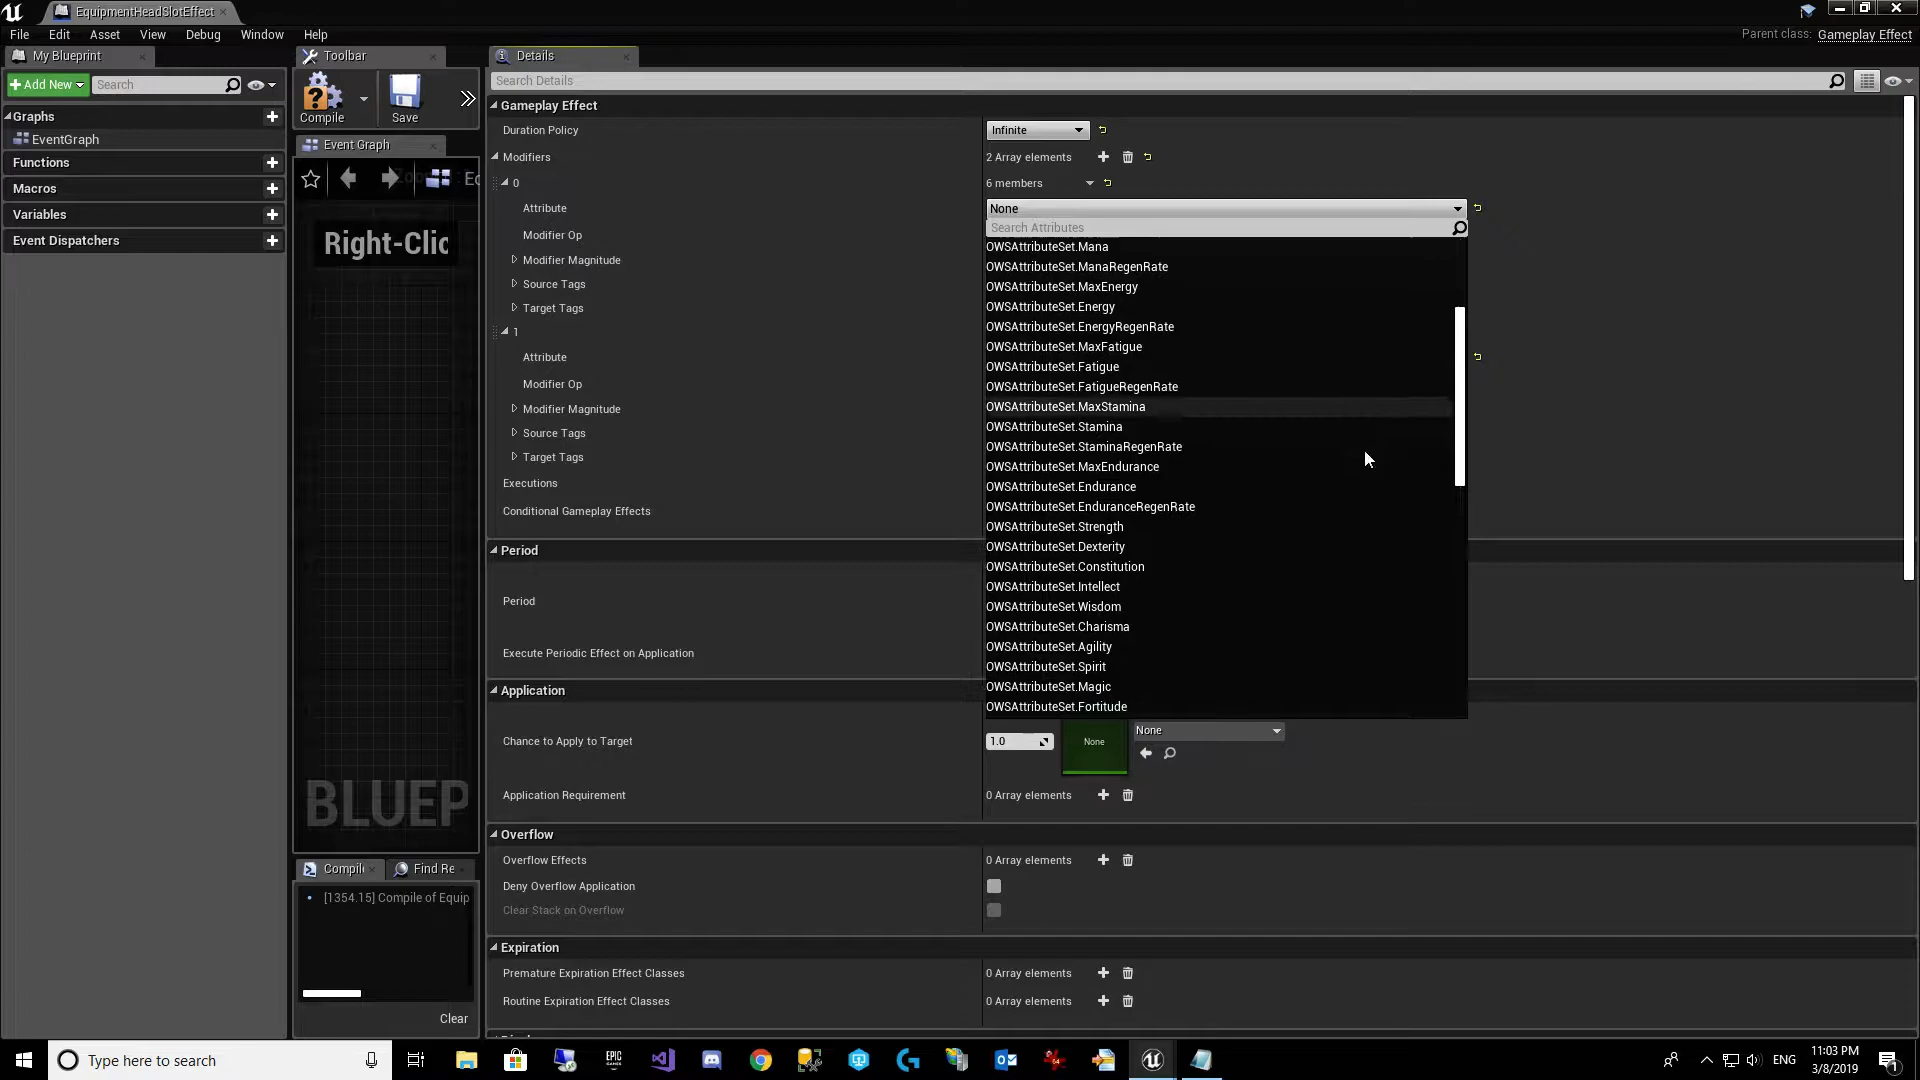 EquipmentHeadSlotEffect
File Edit Asset View Debug Window Help
Parent class: Gameplay Effect
My Blueprint
Toolbar
Details
Add New
Search
Search Details
Compile
Save
Graphs
EventGraph
Functions
Macros
Variables
Event Dispatchers
Event Graph
Right-Clic
BLUEP
Gameplay Effect
Duration Policy
Infinite
Modifiers
2 Array elements
0
6 members
Attribute
None
Search Attributes
Modifier Op
Modifier Magnitude
Source Tags
Target Tags
1
Attribute
Modifier Op
Modifier Magnitude
Source Tags
Target Tags
Executions
Conditional Gameplay Effects
OWSAttributeSet.Mana
OWSAttributeSet.ManaRegenRate
OWSAttributeSet.MaxEnergy
OWSAttributeSet.Energy
OWSAttributeSet.EnergyRegenRate
OWSAttributeSet.MaxFatigue
OWSAttributeSet.Fatigue
OWSAttributeSet.FatigueRegenRate
OWSAttributeSet.MaxStamina
OWSAttributeSet.Stamina
OWSAttributeSet.StaminaRegenRate
OWSAttributeSet.MaxEndurance
OWSAttributeSet.Endurance
OWSAttributeSet.EnduranceRegenRate
OWSAttributeSet.Strength
OWSAttributeSet.Dexterity
OWSAttributeSet.Constitution
OWSAttributeSet.Intellect
OWSAttributeSet.Wisdom
OWSAttributeSet.Charisma
OWSAttributeSet.Agility
OWSAttributeSet.Spirit
OWSAttributeSet.Magic
OWSAttributeSet.Fortitude
Period
Period
Execute Periodic Effect on Application
Application
Chance to Apply to Target
1.0
None
None
Application Requirement
0 Array elements
Overflow
Overflow Effects
0 Array elements
Deny Overflow Application
Clear Stack on Overflow
Expiration
Premature Expiration Effect Classes
0 Array elements
Routine Expiration Effect Classes
0 Array elements
Compile
Find Re
[1354.15] Compile of Equip
Clear
Type here to search
EPIC
GAMES
ENG
11:03 PM
3/8/2019
1